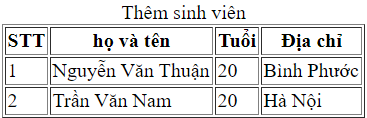 Thêm sinh viên
STT họ và tên Tuổi Địa chỉ
1 Nguyễn Văn Thuận 20 Bình Phước
2 Trần Văn Nam 20 Hà Nội